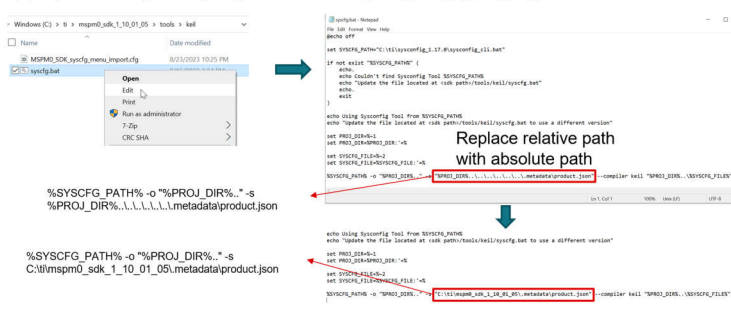 Windows (C:) > ti > mspm0_sdk_1_10_01_05 > tools > keil
Name
Date modified
MSPM0_SDK_syscfg_menu_import.cfg
8/23/2023 10:25 PM
syscfg.bat
Open
Edit
Print
Run as administrator
7-Zip
CRC SHA
syscfg.bat - Notepad
File Edit Format View Help
@echo off
set SYSCFG_PATH="C:\ti\sysconfig_1.17.0\sysconfig_cli.bat"
if not exist "%SYSCFG_PATH%" (
echo.
echo Couldn't find Sysconfig Tool %SYSCFG_PATH%
echo "Update the file located at <sdk path>/tools/keil/syscfg.bat"
echo.
exit
)
echo Using Sysconfig Tool from %SYSCFG_PATH%
echo "Update the file located at <sdk path>/tools/keil/syscfg.bat to use a different version"
set PROJ_DIR=%~1
set PROJ_DIR=%PROJ_DIR:'=%
set SYSCFG_FILE=%~2
set SYSCFG_FILE=%SYSCFG_FILE:'=%
%SYSCFG_PATH% -o "%PROJ_DIR%.." -s "%PROJ_DIR%..\..\..\..\..\..\.metadata\product.json" --compiler keil "%PROJ_DIR%..\%SYSCFG_FILE%"
Ln 1, Col 1 100% Unix (LF) UTF-8
Replace relative path
with absolute path
%SYSCFG_PATH% -o "%PROJ_DIR%.." -s
%PROJ_DIR%..\..\..\..\..\..\.metadata\product.json
%SYSCFG_PATH% -o "%PROJ_DIR%.." -s
C:\ti\mspm0_sdk_1_10_01_05\.metadata\product.json
echo Using Sysconfig Tool from %SYSCFG_PATH%
echo "Update the file located at <sdk path>/tools/keil/syscfg.bat to use a different version"
set PROJ_DIR=%~1
set PROJ_DIR=%PROJ_DIR:'=%
set SYSCFG_FILE=%~2
set SYSCFG_FILE=%SYSCFG_FILE:'=%
%SYSCFG_PATH% -o "%PROJ_DIR%.." -s "C:\ti\mspm0_sdk_1_10_01_05\.metadata\product.json" --compiler keil "%PROJ_DIR%..\%SYSCFG_FILE%"